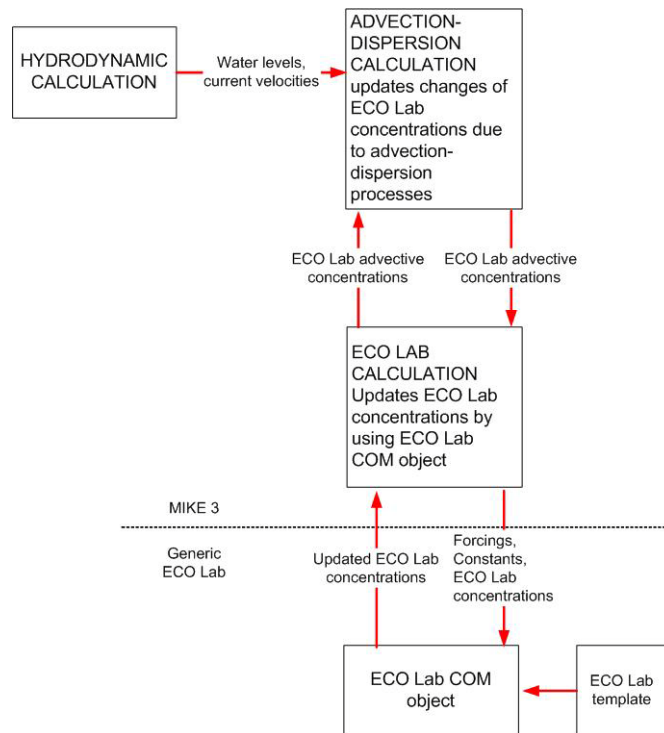 HYDRODYNAMIC
CALCULATION
Water levels,
current velocities
ADVECTION-
DISPERSION
CALCULATION
updates changes of
ECO Lab
concentrations due
to advection-
dispersion
processes
ECO Lab advective
concentrations
ECO Lab advective
concentrations
ECO LAB
CALCULATION
Updates ECO Lab
concentrations by
using ECO Lab
COM object
MIKE 3
Generic
ECO Lab
Updated ECO Lab
concentrations
Forcings,
Constants,
ECO Lab
concentrations
ECO Lab COM
object
ECO Lab
template